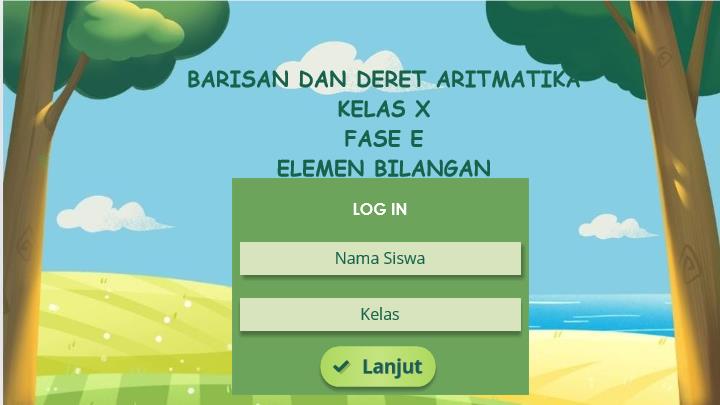 BARISAN DAN DERET ARITMATIKA
KELAS X
FASE E
ELEMEN BILANGAN
LOG IN
Nama Siswa
Kelas
Lanjut